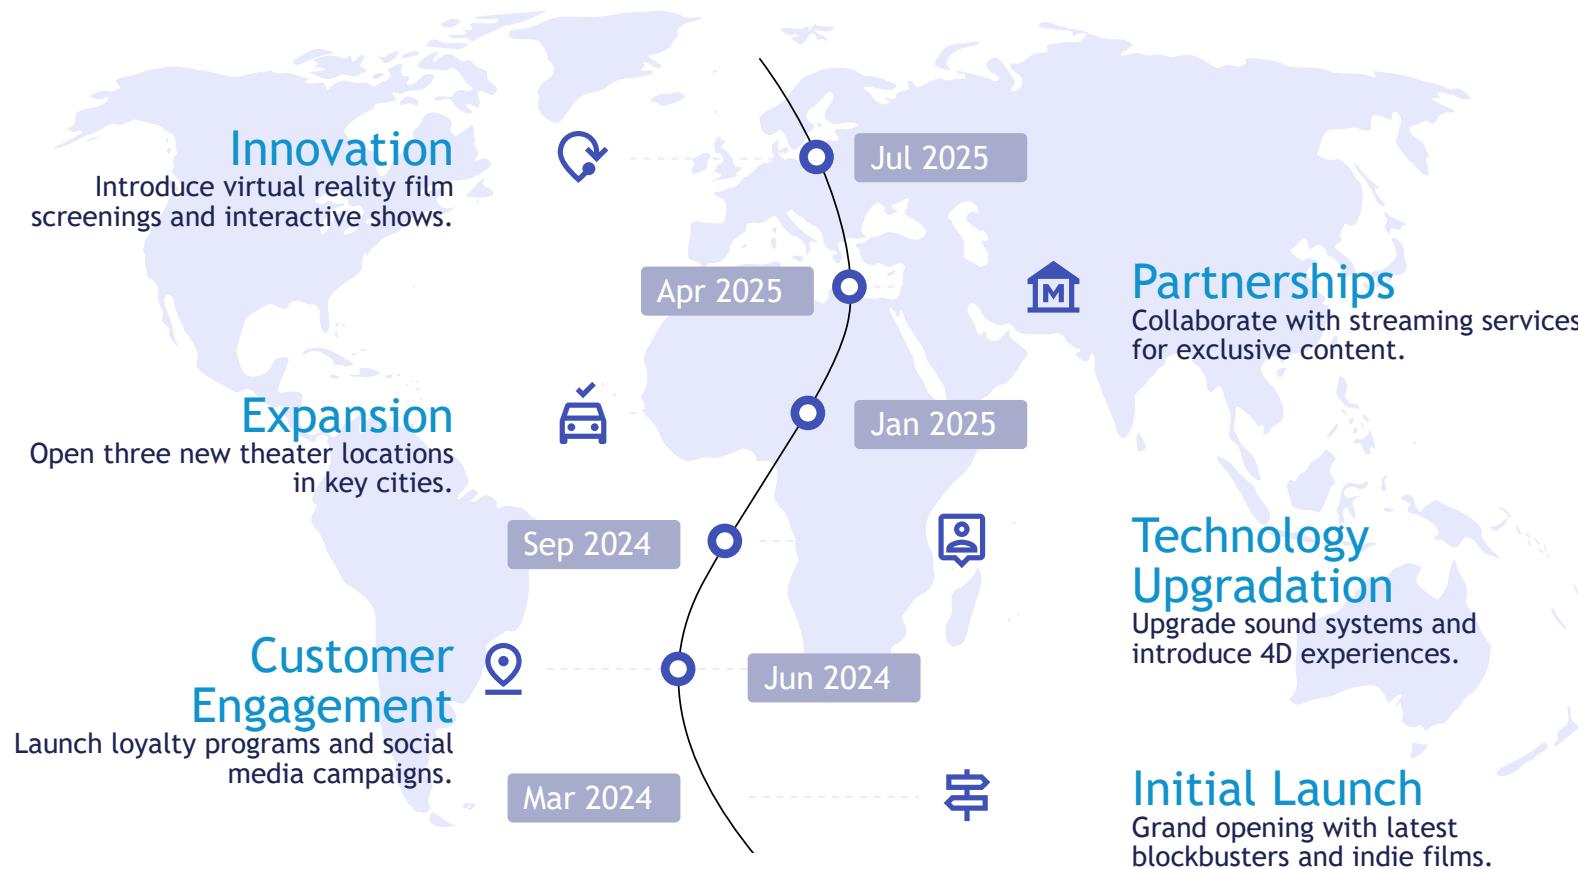 Innovation
Introduce virtual reality film
screenings and interactive shows.
Jul 2025
Apr 2025
M
Partnerships
Collaborate with streaming services
for exclusive content.
Expansion
Open three new theater locations
in key cities.
Jan 2025
Sep 2024
Technology
Upgradation
Upgrade sound systems and
introduce 4D experiences.
Customer
Engagement
Launch loyalty programs and social
media campaigns.
Jun 2024
Mar 2024
Initial Launch
Grand opening with latest
blockbusters and indie films.